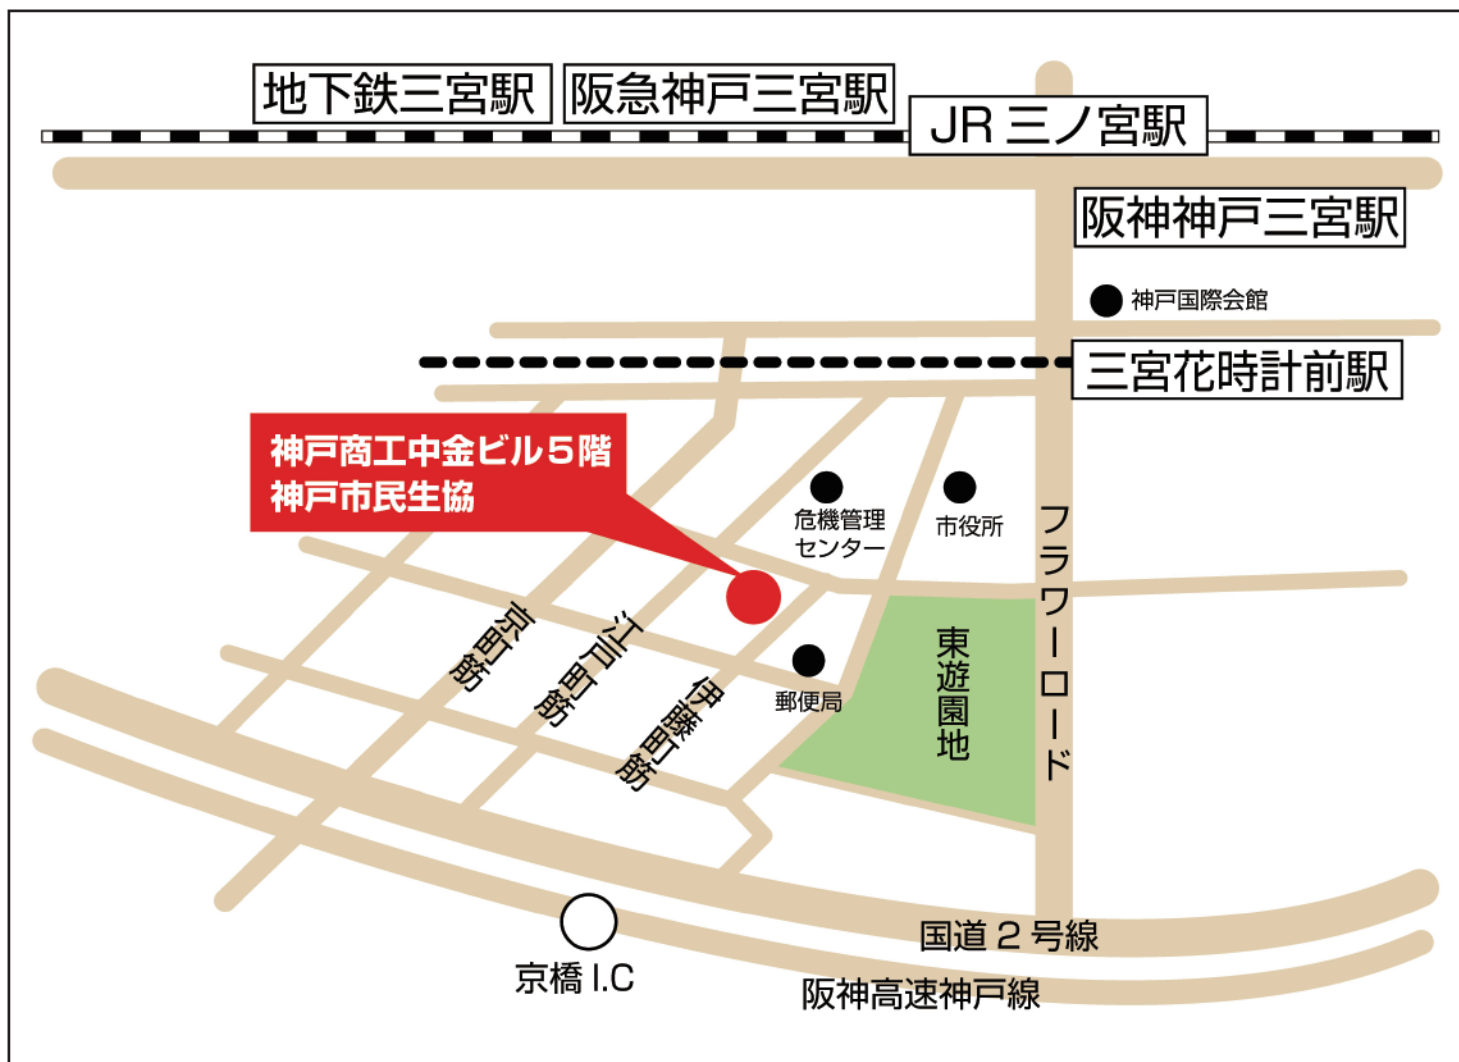 地下鉄三宮駅
阪急神戸三宮駅
JR 三ノ宮駅
阪神神戸三宮駅
神戸国際会館
三宮花時計前駅
神戸商工中金ビル5階
神戸市民生協
危機管理
センター
市役所
フラワーロード
京町筋
江戸町筋
伊藤町筋
郵便局
東遊園地
国道2号線
京橋I.C
阪神高速神戸線